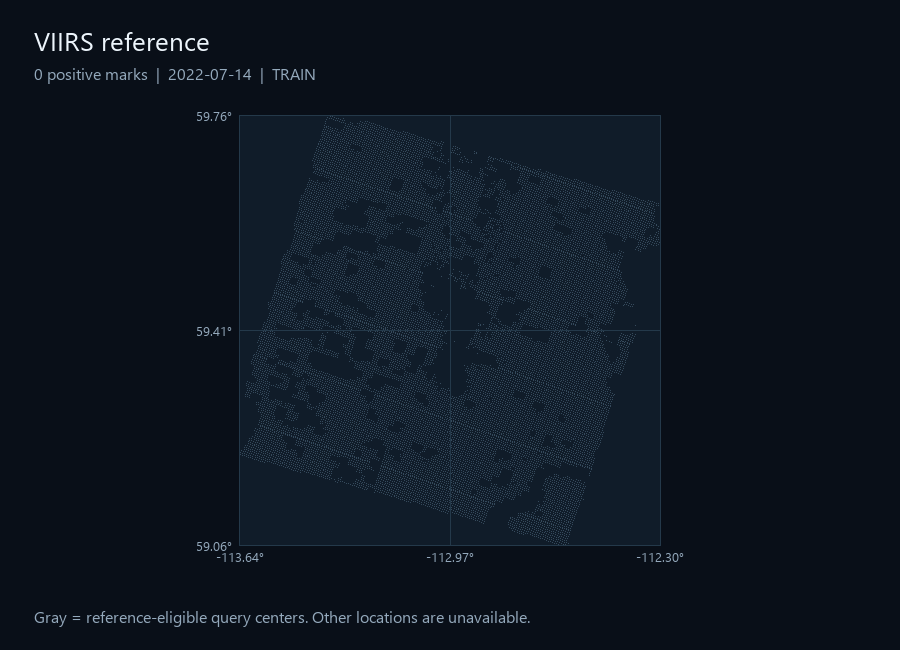 VIIRS reference
0 positive marks | 2022-07-14 | TRAIN
59.76°
59.41°
59.06°
-113.64°
-112.97°
-112.30°
Gray = reference-eligible query centers. Other locations are unavailable.